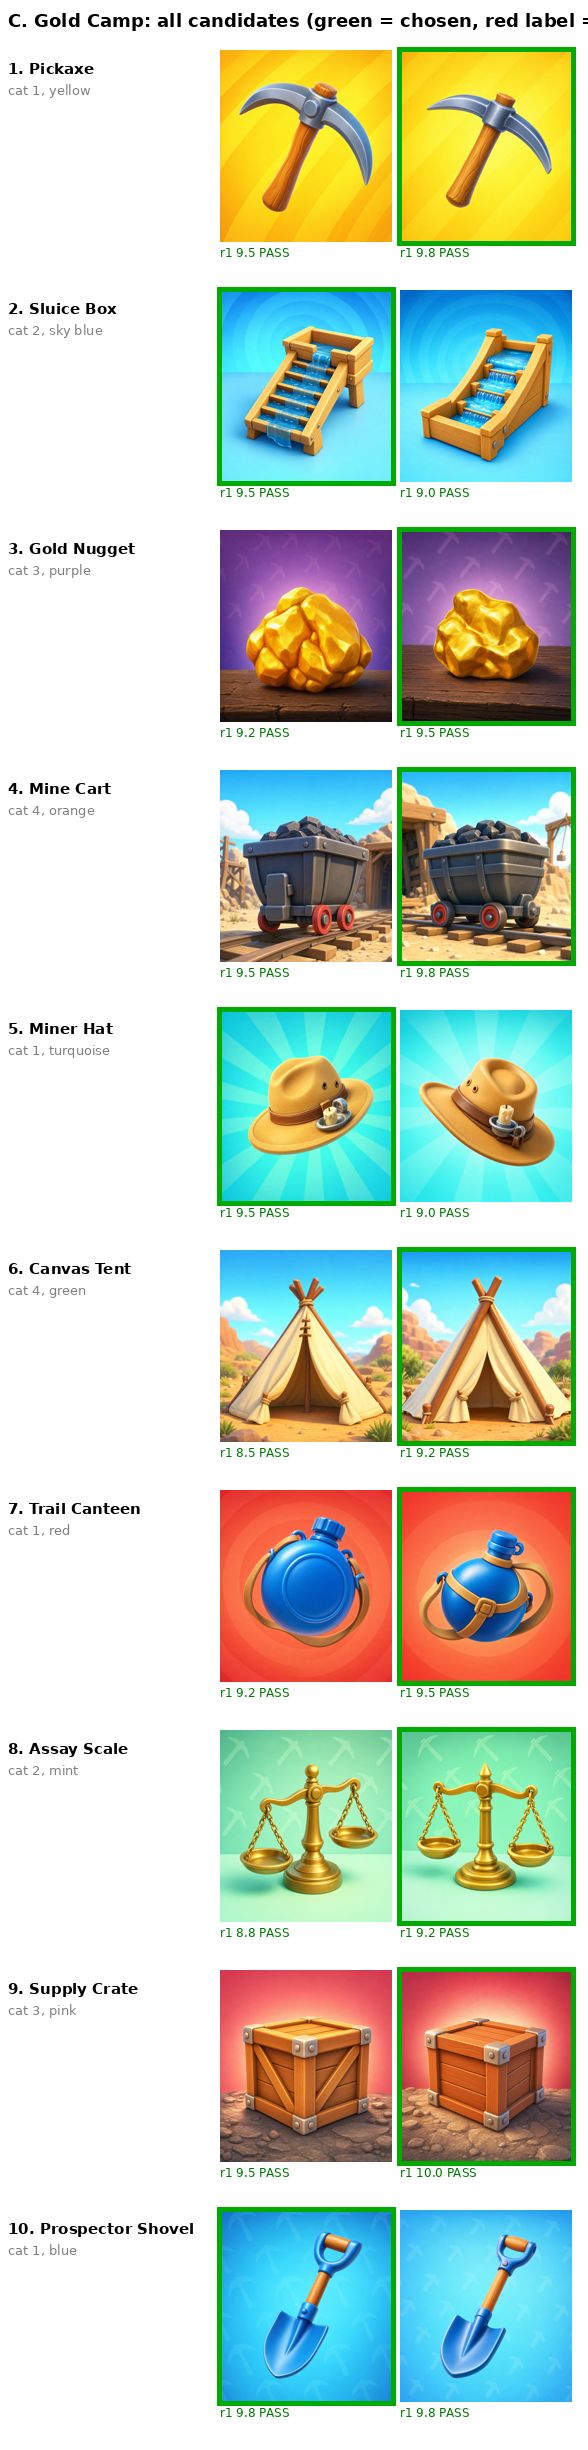 C. Gold Camp: all candidates (green = chosen, red label =
1. Pickaxe
cat 1, yellow
r1 9.5 PASS
r1 9.8 PASS
2. Sluice Box
cat 2, sky blue
r1 9.5 PASS
r1 9.0 PASS
3. Gold Nugget
cat 3, purple
r1 9.2 PASS
r1 9.5 PASS
4. Mine Cart
cat 4, orange
r1 9.5 PASS
r1 9.8 PASS
5. Miner Hat
cat 1, turquoise
r1 9.5 PASS
r1 9.0 PASS
6. Canvas Tent
cat 4, green
r1 8.5 PASS
r1 9.2 PASS
7. Trail Canteen
cat 1, red
r1 9.2 PASS
r1 9.5 PASS
8. Assay Scale
cat 2, mint
r1 8.8 PASS
r1 9.2 PASS
9. Supply Crate
cat 3, pink
r1 9.5 PASS
r1 10.0 PASS
10. Prospector Shovel
cat 1, blue
r1 9.8 PASS
r1 9.8 PASS